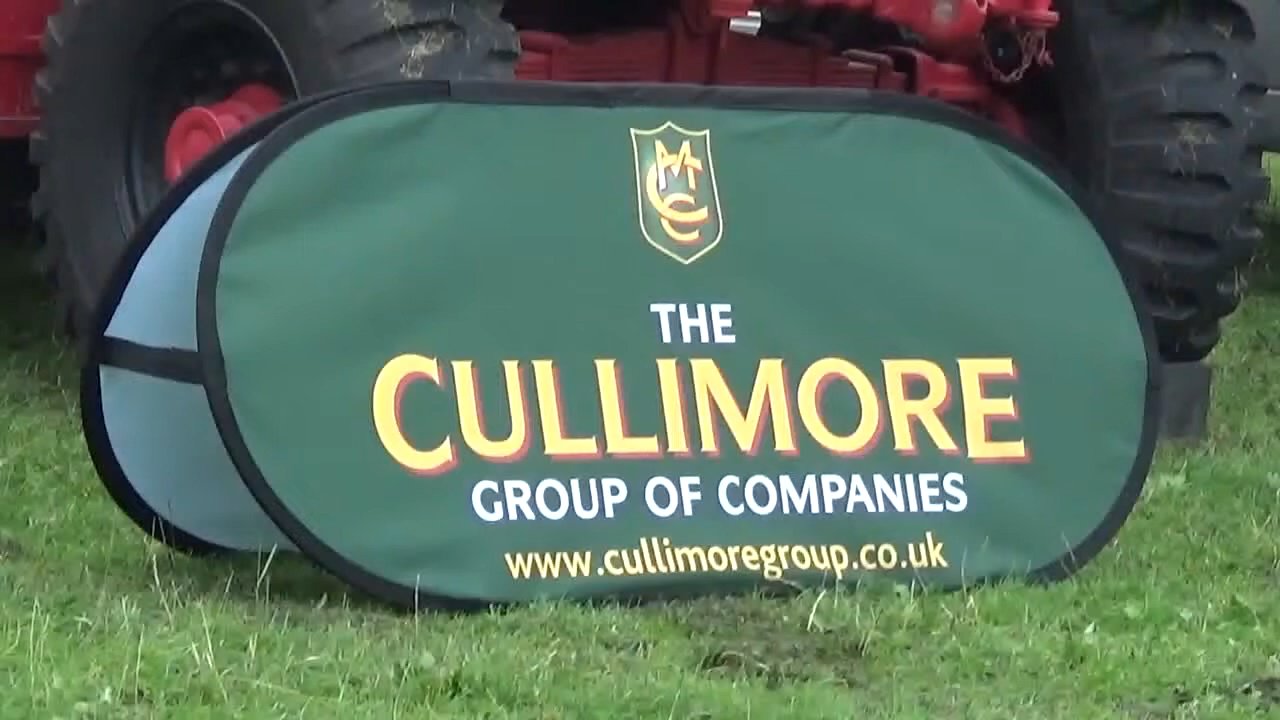 MCC
THE
CULLIMORE
GROUP OF COMPANIES
www.cullimoregroup.co.uk